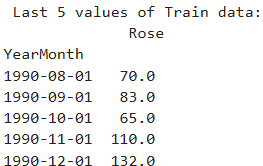 Last 5 values of Train data:
Rose
YearMonth
1990-08-01 70.0
1990-09-01 83.0
1990-10-01 65.0
1990-11-01 110.0
1990-12-01 132.0